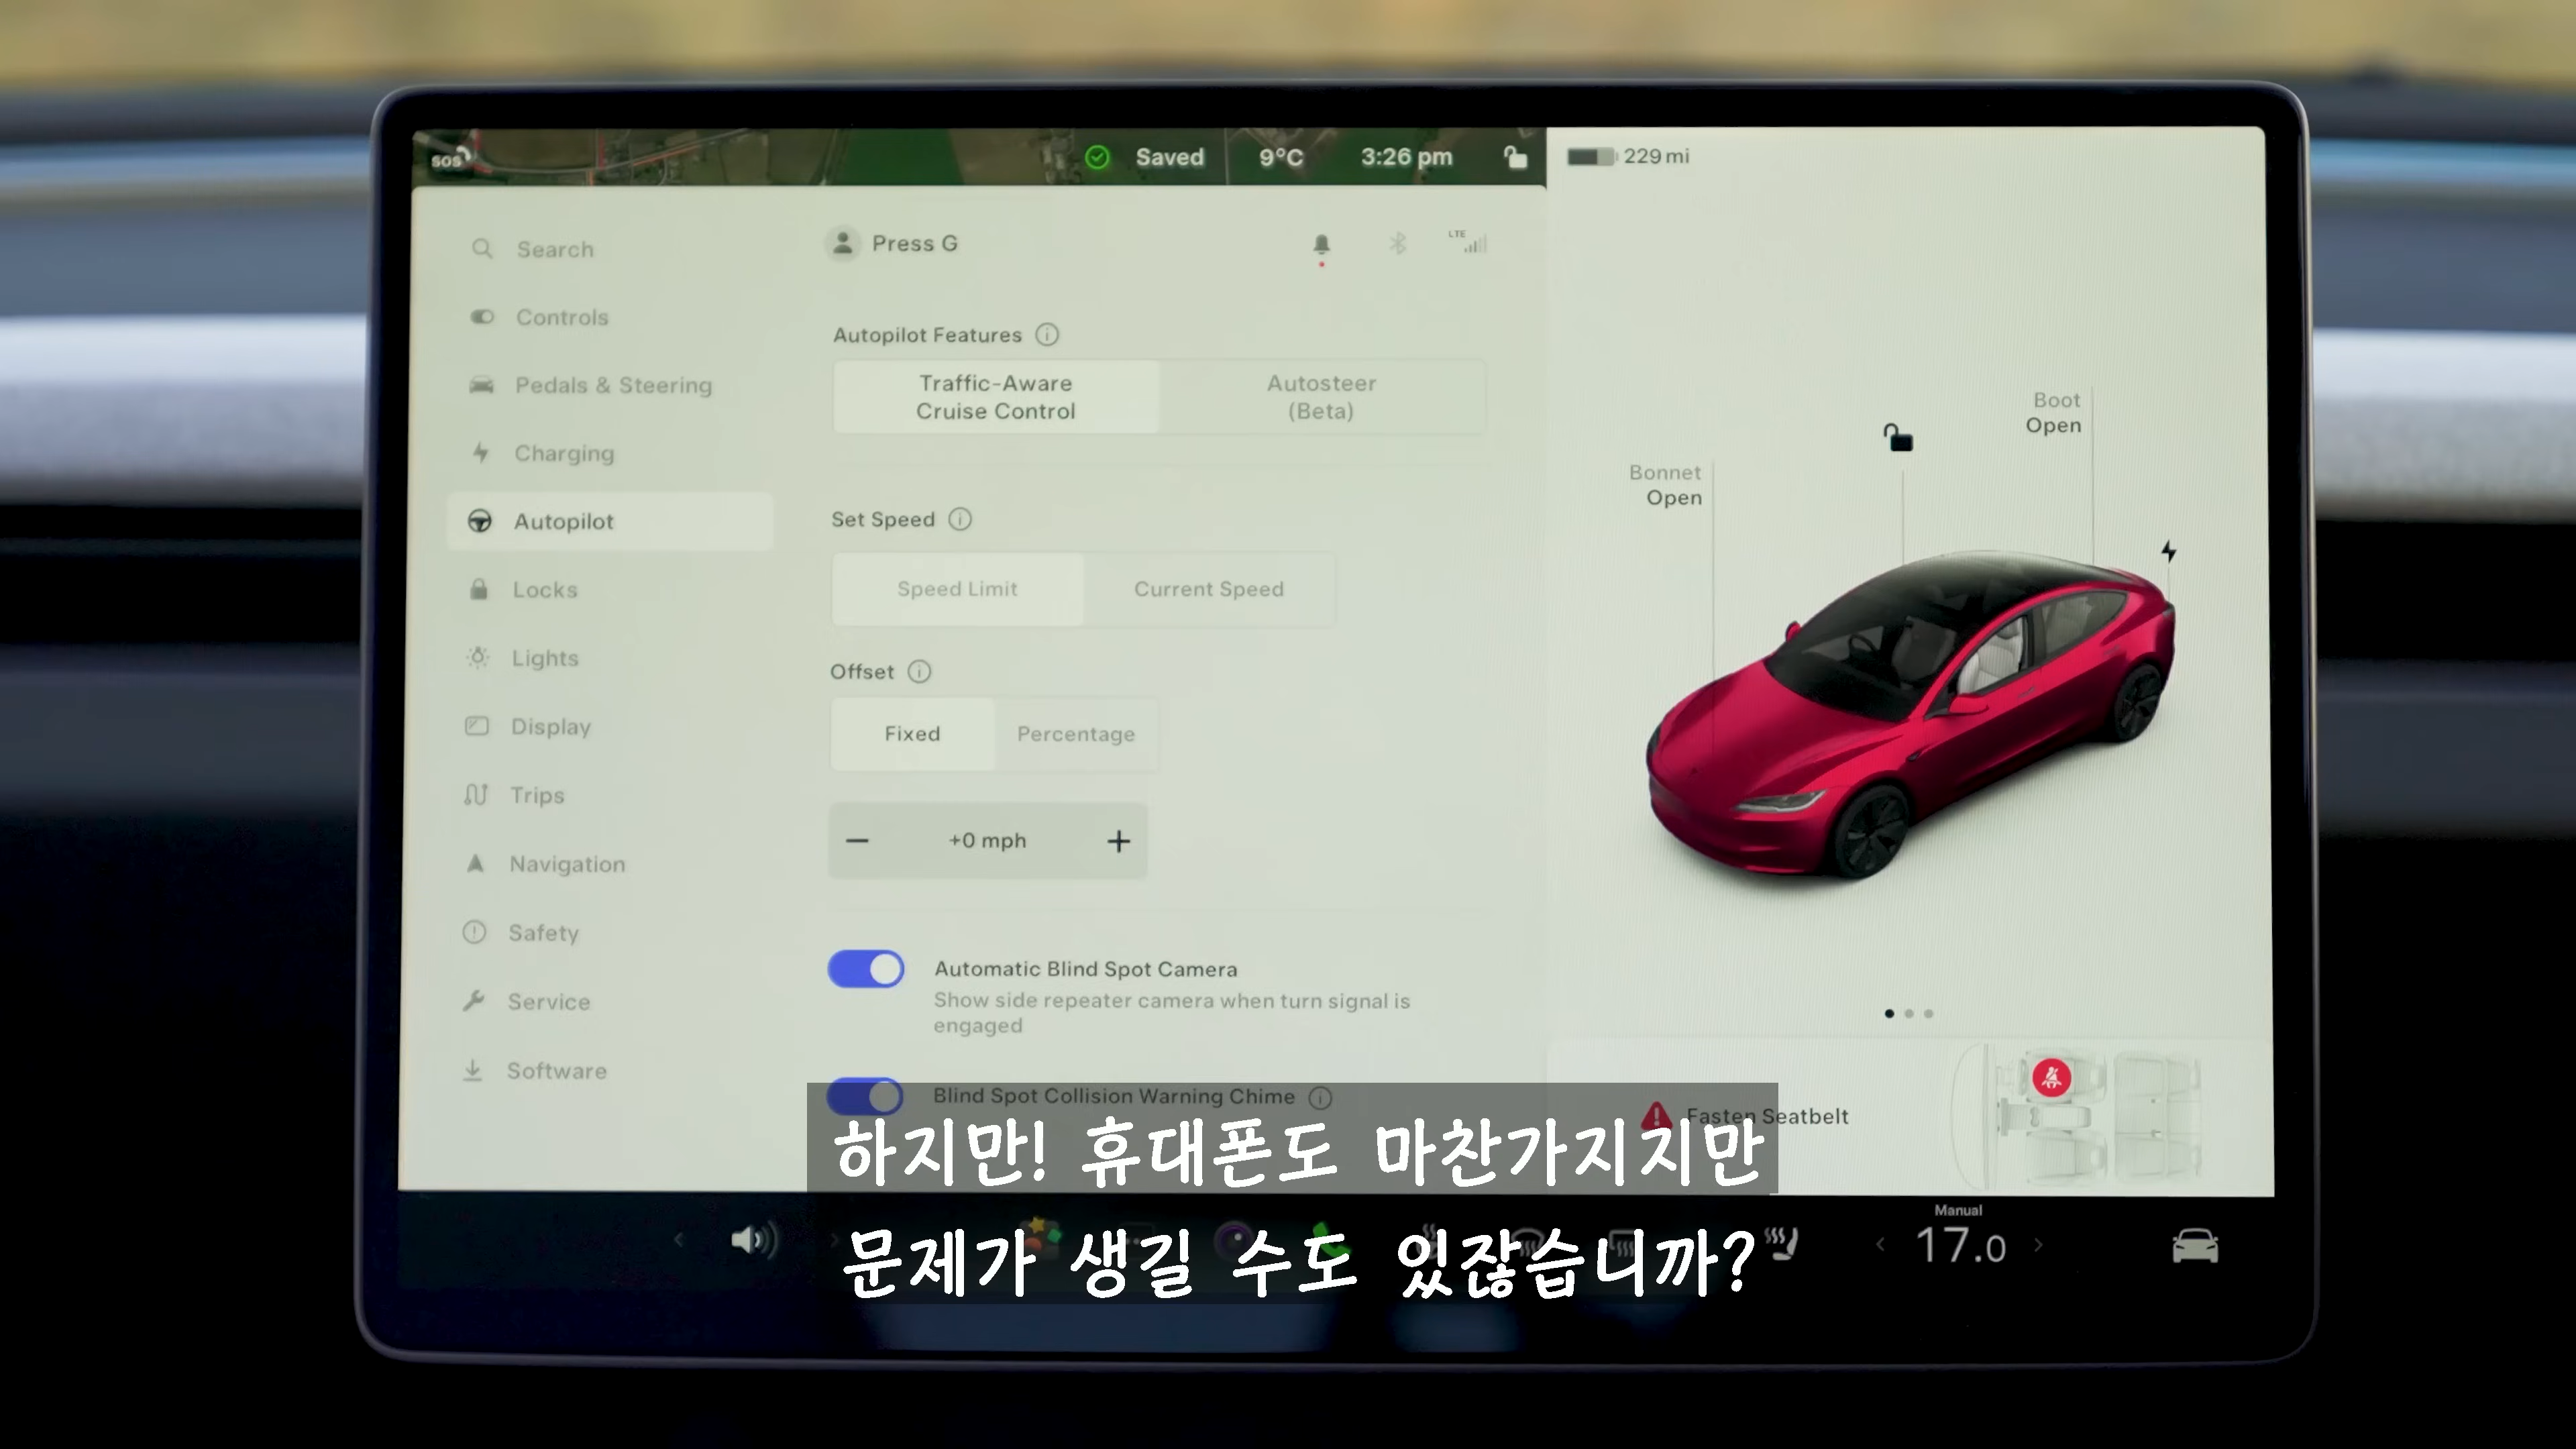 SOS
Saved
9°C
3:26 pm
229 mi
Search
Controls
Pedals & Steering
Charging
Autopilot
Locks
Lights
Display
Trips
Navigation
Safety
Service
Software
Press G
LTE
Autopilot Features
Traffic-Aware
Cruise Control
Autosteer
(Beta)
Set Speed
Speed Limit
Current Speed
Offset
Fixed
Percentage
+0 mph
Automatic Blind Spot Camera
Show side repeater camera when turn signal is
engaged
Blind Spot Collision Warning Chime
Bonnet
Open
Boot
Open
Fasten Seatbelt
하지만! 휴대폰도 마찬가지지만
문제가 생길 수도 있잖습니까?
Manual
17.0